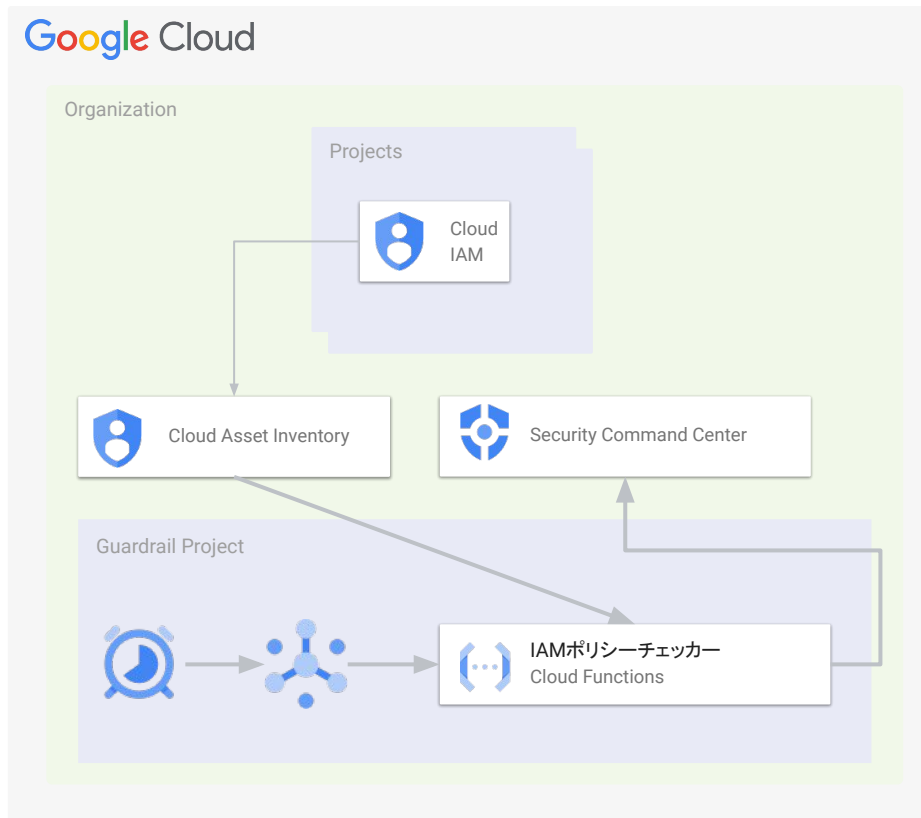 Google Cloud
Organization
Projects
Cloud
IAM
Cloud Asset Inventory
Security Command Center
Guardrail Project
IAMポリシーチェッカー
Cloud Functions